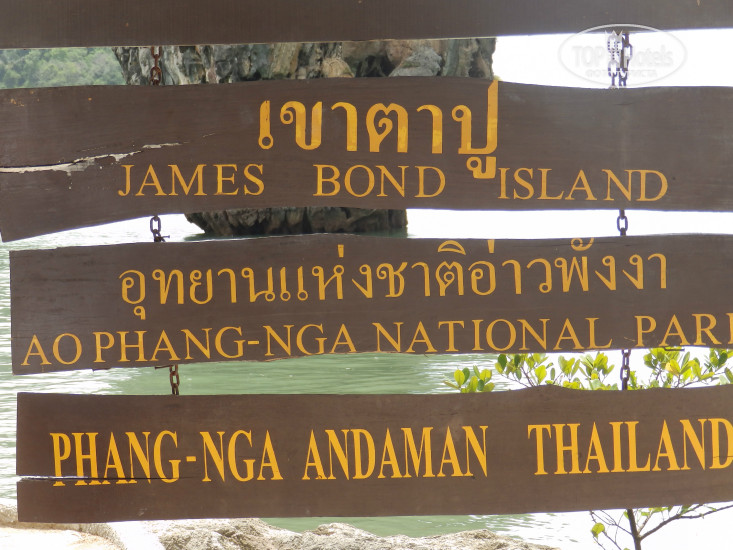 เขาตาปู
JAMES BOND ISLAND
อุทยานแห่งชาติอ่าวพังงา
AO PHANG-NGA NATIONAL PARK
PHANG-NGA ANDAMAN THAILAND